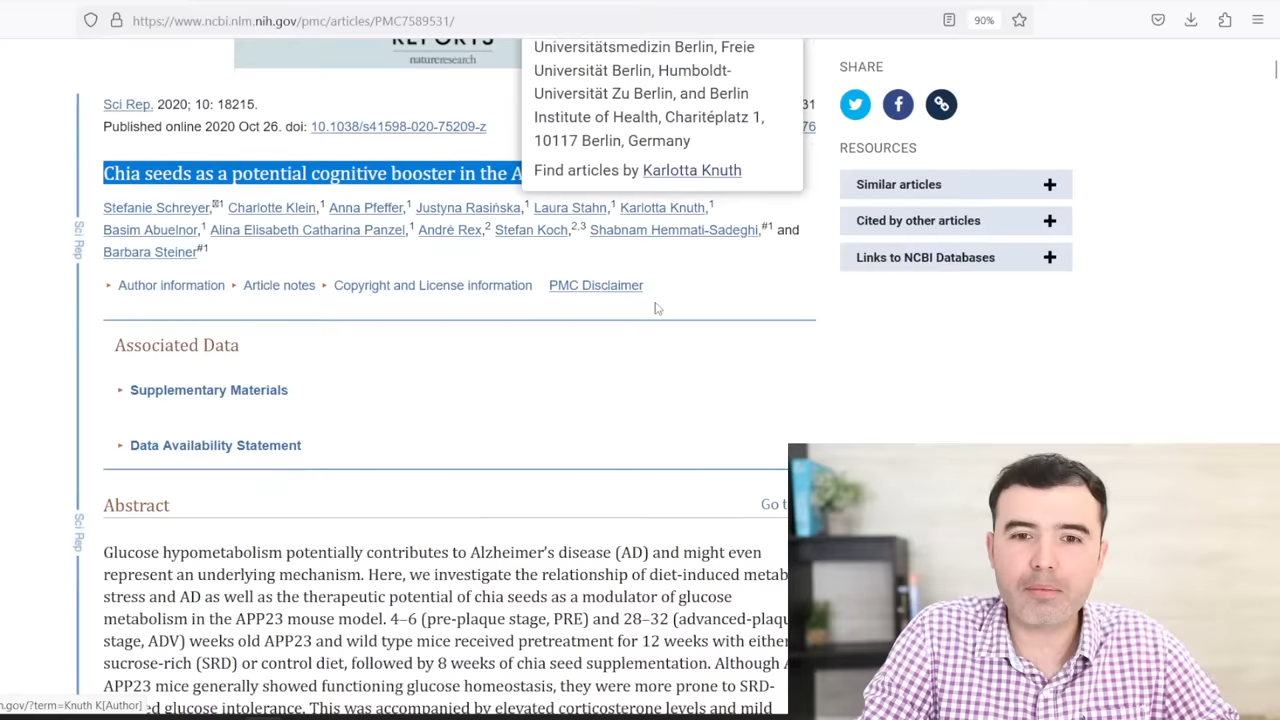 https://www.ncbi.nlm.nih.gov/pmc/articles/PMC7589531/
90%
REPORTS
natureresearch
Universitätsmedizin Berlin, Freie
Universität Berlin, Humboldt-
Universität Zu Berlin, and Berlin
Institute of Health, Charitéplatz 1,
10117 Berlin, Germany
Find articles by Karlotta Knuth
Sci Rep. 2020; 10: 18215.
31
Published online 2020 Oct 26. doi: 10.1038/s41598-020-75209-z
76
Chia seeds as a potential cognitive booster in the A
Stefanie Schreyer,✉1 Charlotte Klein,1 Anna Pfeffer,1 Justyna Rasińska,1 Laura Stahn,1 Karlotta Knuth,1
Basim Abuelnor,1 Alina Elisabeth Catharina Panzel,1 André Rex,2 Stefan Koch,2,3 Shabnam Hemmati-Sadeghi,#1 and
Barbara Steiner#1
Author information Article notes Copyright and License information PMC Disclaimer
Associated Data
Supplementary Materials
Data Availability Statement
Abstract
Go t
Glucose hypometabolism potentially contributes to Alzheimer's disease (AD) and might even
represent an underlying mechanism. Here, we investigate the relationship of diet-induced metab
stress and AD as well as the therapeutic potential of chia seeds as a modulator of glucose
metabolism in the APP23 mouse model. 4–6 (pre-plaque stage, PRE) and 28–32 (advanced-plaqu
stage, ADV) weeks old APP23 and wild type mice received pretreatment for 12 weeks with either
sucrose-rich (SRD) or control diet, followed by 8 weeks of chia seed supplementation. Although
APP23 mice generally showed functioning glucose homeostasis, they were more prone to SRD-
ed glucose intolerance. This was accompanied by elevated corticosterone levels and mild
Sci Rep
Sci Rep
SHARE
RESOURCES
Similar articles
Cited by other articles
Links to NCBI Databases
n.gov/?term=Knuth K[Author]